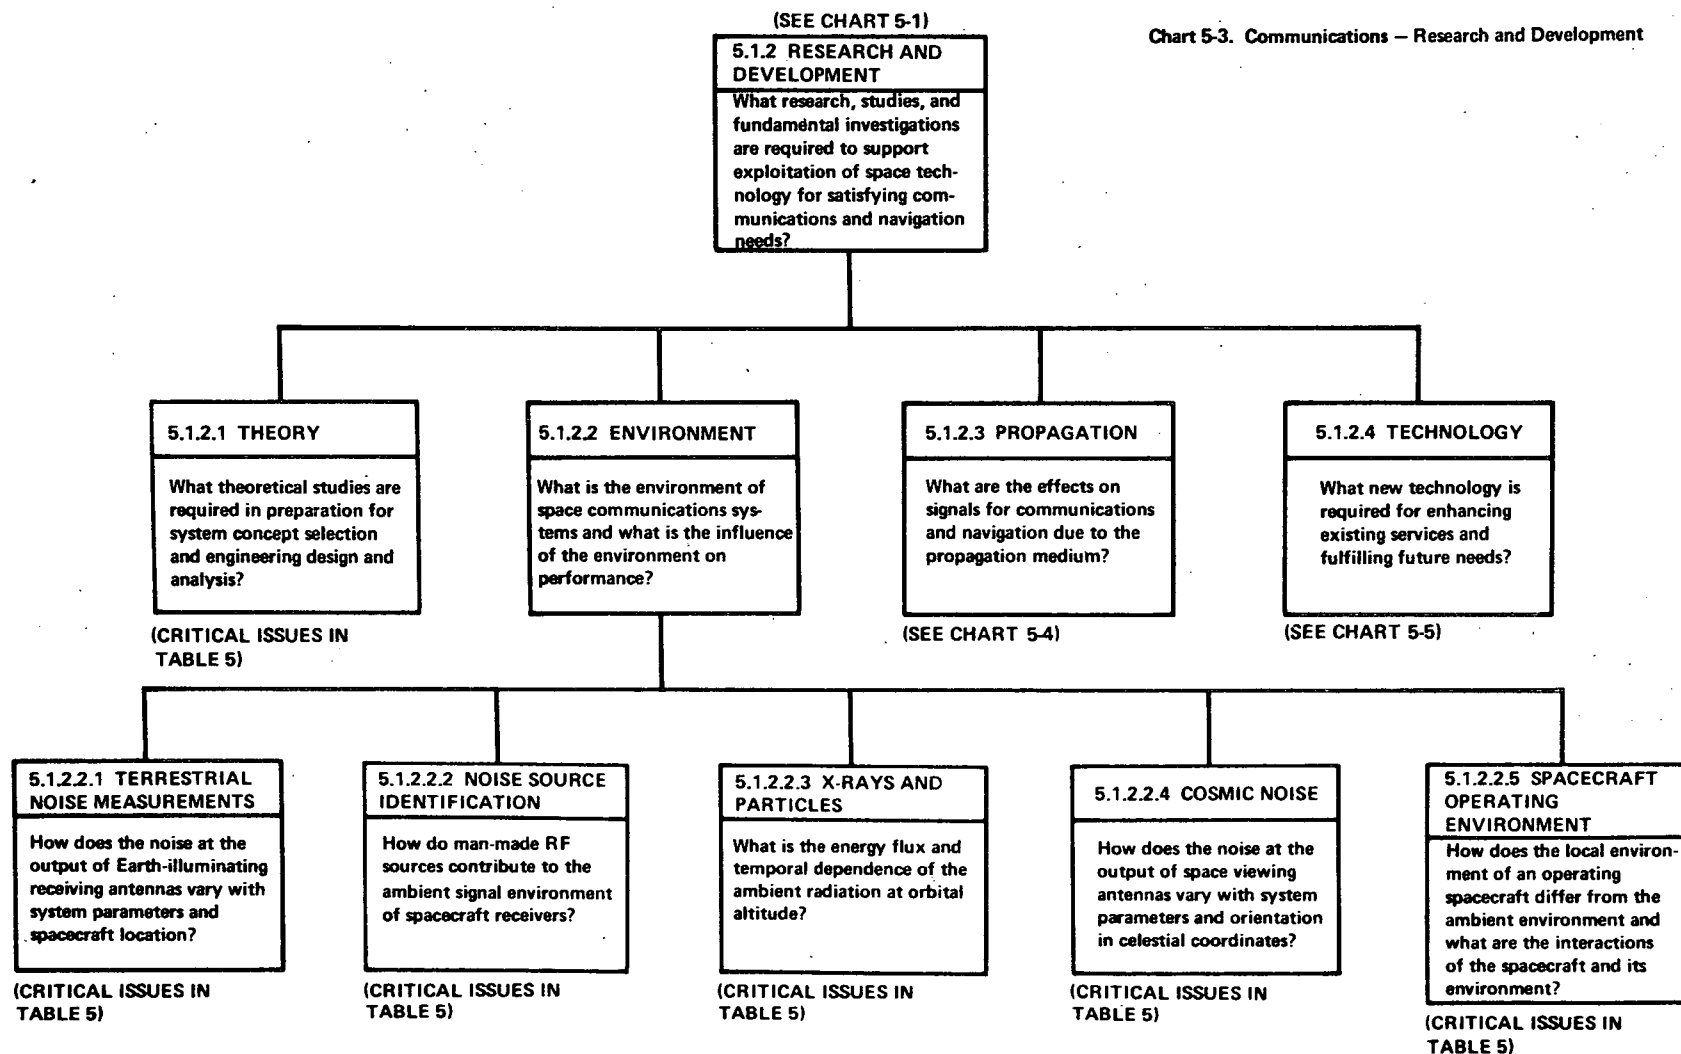 (SEE CHART 5-1)
Chart 5-3. Communications — Research and Development
5.1.2 RESEARCH AND
DEVELOPMENT
What research, studies, and
fundamental investigations
are required to support
exploitation of space tech-
nology for satisfying com-
munications and navigation
needs?
5.1.2.1 THEORY
What theoretical studies are
required in preparation for
system concept selection
and engineering design and
analysis?
(CRITICAL ISSUES IN
TABLE 5)
5.1.2.2 ENVIRONMENT
What is the environment of
space communications sys-
tems and what is the influence
of the environment on
performance?
5.1.2.3 PROPAGATION
What are the effects on
signals for communications
and navigation due to the
propagation medium?
(SEE CHART 5-4)
5.1.2.4 TECHNOLOGY
What new technology is
required for enhancing
existing services and
fulfilling future needs?
(SEE CHART 5-5)
5.1.2.2.1 TERRESTRIAL
NOISE MEASUREMENTS
How does the noise at the
output of Earth-illuminating
receiving antennas vary with
system parameters and
spacecraft location?
(CRITICAL ISSUES IN
TABLE 5)
5.1.2.2.2 NOISE SOURCE
IDENTIFICATION
How do man-made RF
sources contribute to the
ambient signal environment
of spacecraft receivers?
(CRITICAL ISSUES IN
TABLE 5)
5.1.2.2.3 X-RAYS AND
PARTICLES
What is the energy flux and
temporal dependence of the
ambient radiation at orbital
altitude?
(CRITICAL ISSUES IN
TABLE 5)
5.1.2.2.4 COSMIC NOISE
How does the noise at the
output of space viewing
antennas vary with system
parameters and orientation
in celestial coordinates?
(CRITICAL ISSUES IN
TABLE 5)
5.1.2.2.5 SPACECRAFT
OPERATING
ENVIRONMENT
How does the local environ-
ment of an operating
spacecraft differ from the
ambient environment and
what are the interactions
of the spacecraft and its
environment?
(CRITICAL ISSUES IN
TABLE 5)